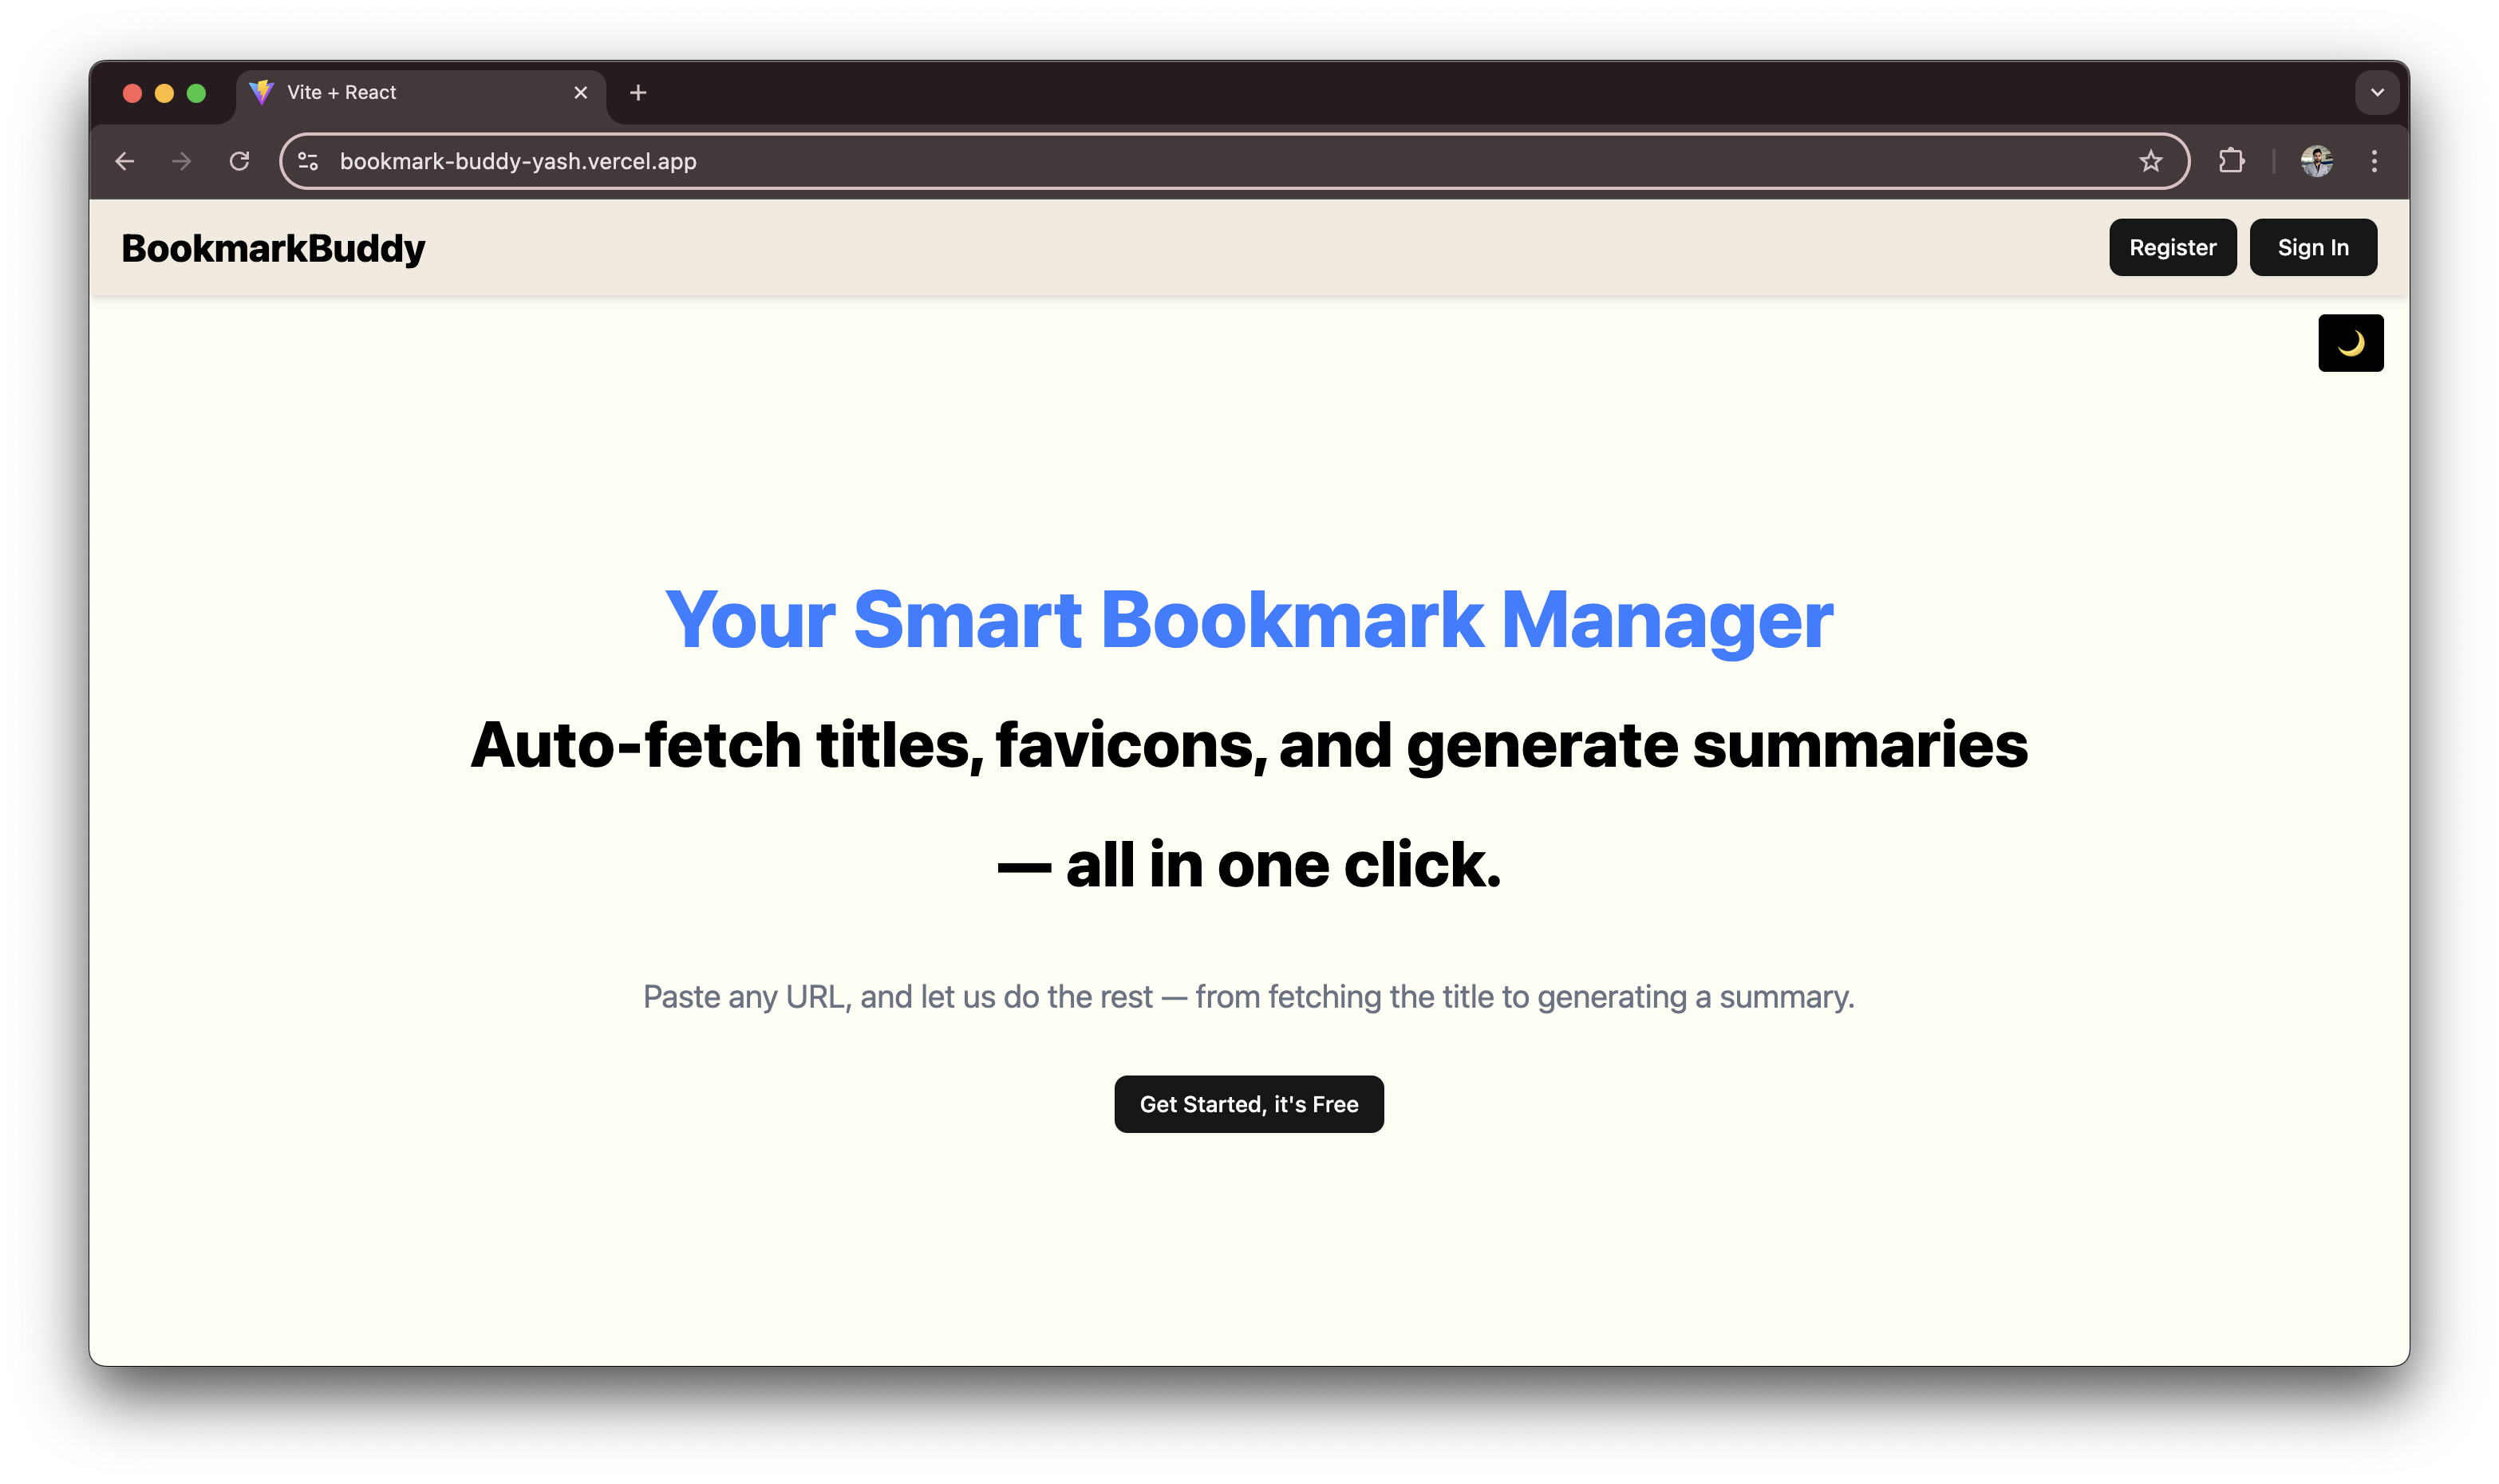 Vite + React
bookmark-buddy-yash.vercel.app
BookmarkBuddy
Register
Sign In
Your Smart Bookmark Manager
Auto-fetch titles, favicons, and generate summaries
— all in one click.
Paste any URL, and let us do the rest — from fetching the title to generating a summary.
Get Started, it's Free